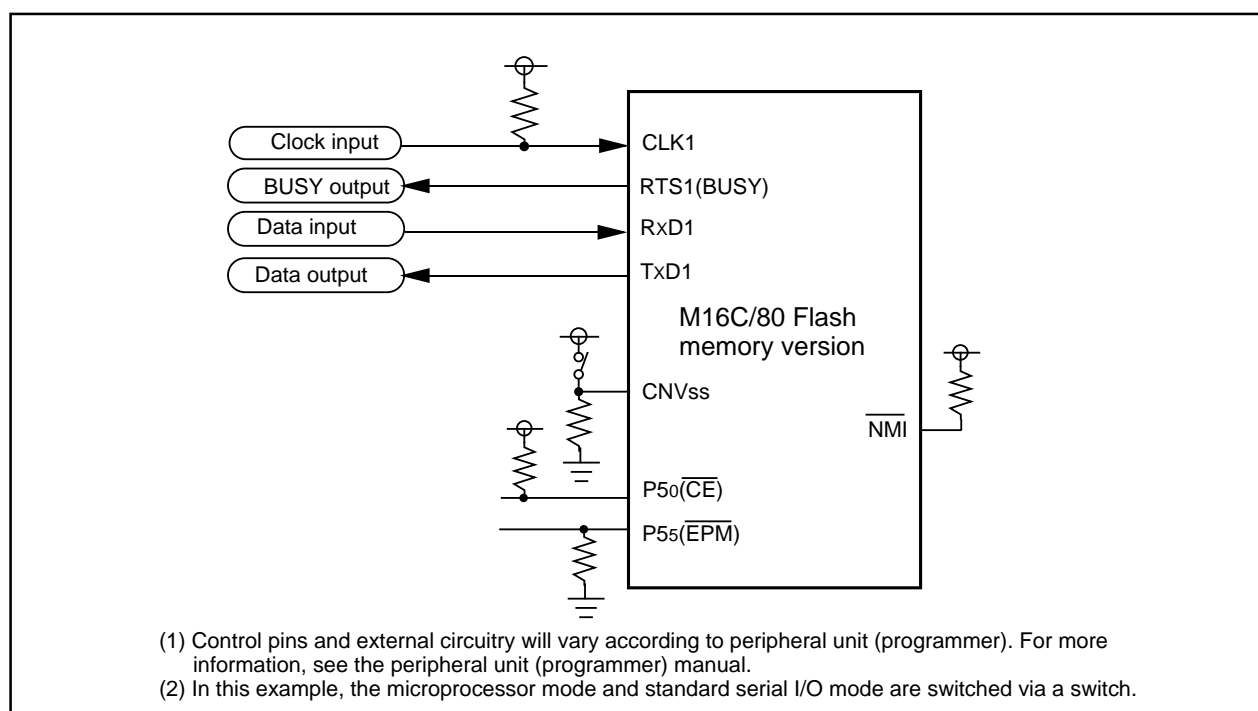 Clock input
CLK1
BUSY output
RTS1(BUSY)
Data input
RxD1
Data output
TxD1
M16C/80 Flash
memory version
CNVss
NMI
P50(CE)
P55(EPM)
(1) Control pins and external circuitry will vary according to peripheral unit (programmer). For more
information, see the peripheral unit (programmer) manual.
(2) In this example, the microprocessor mode and standard serial I/O mode are switched via a switch.